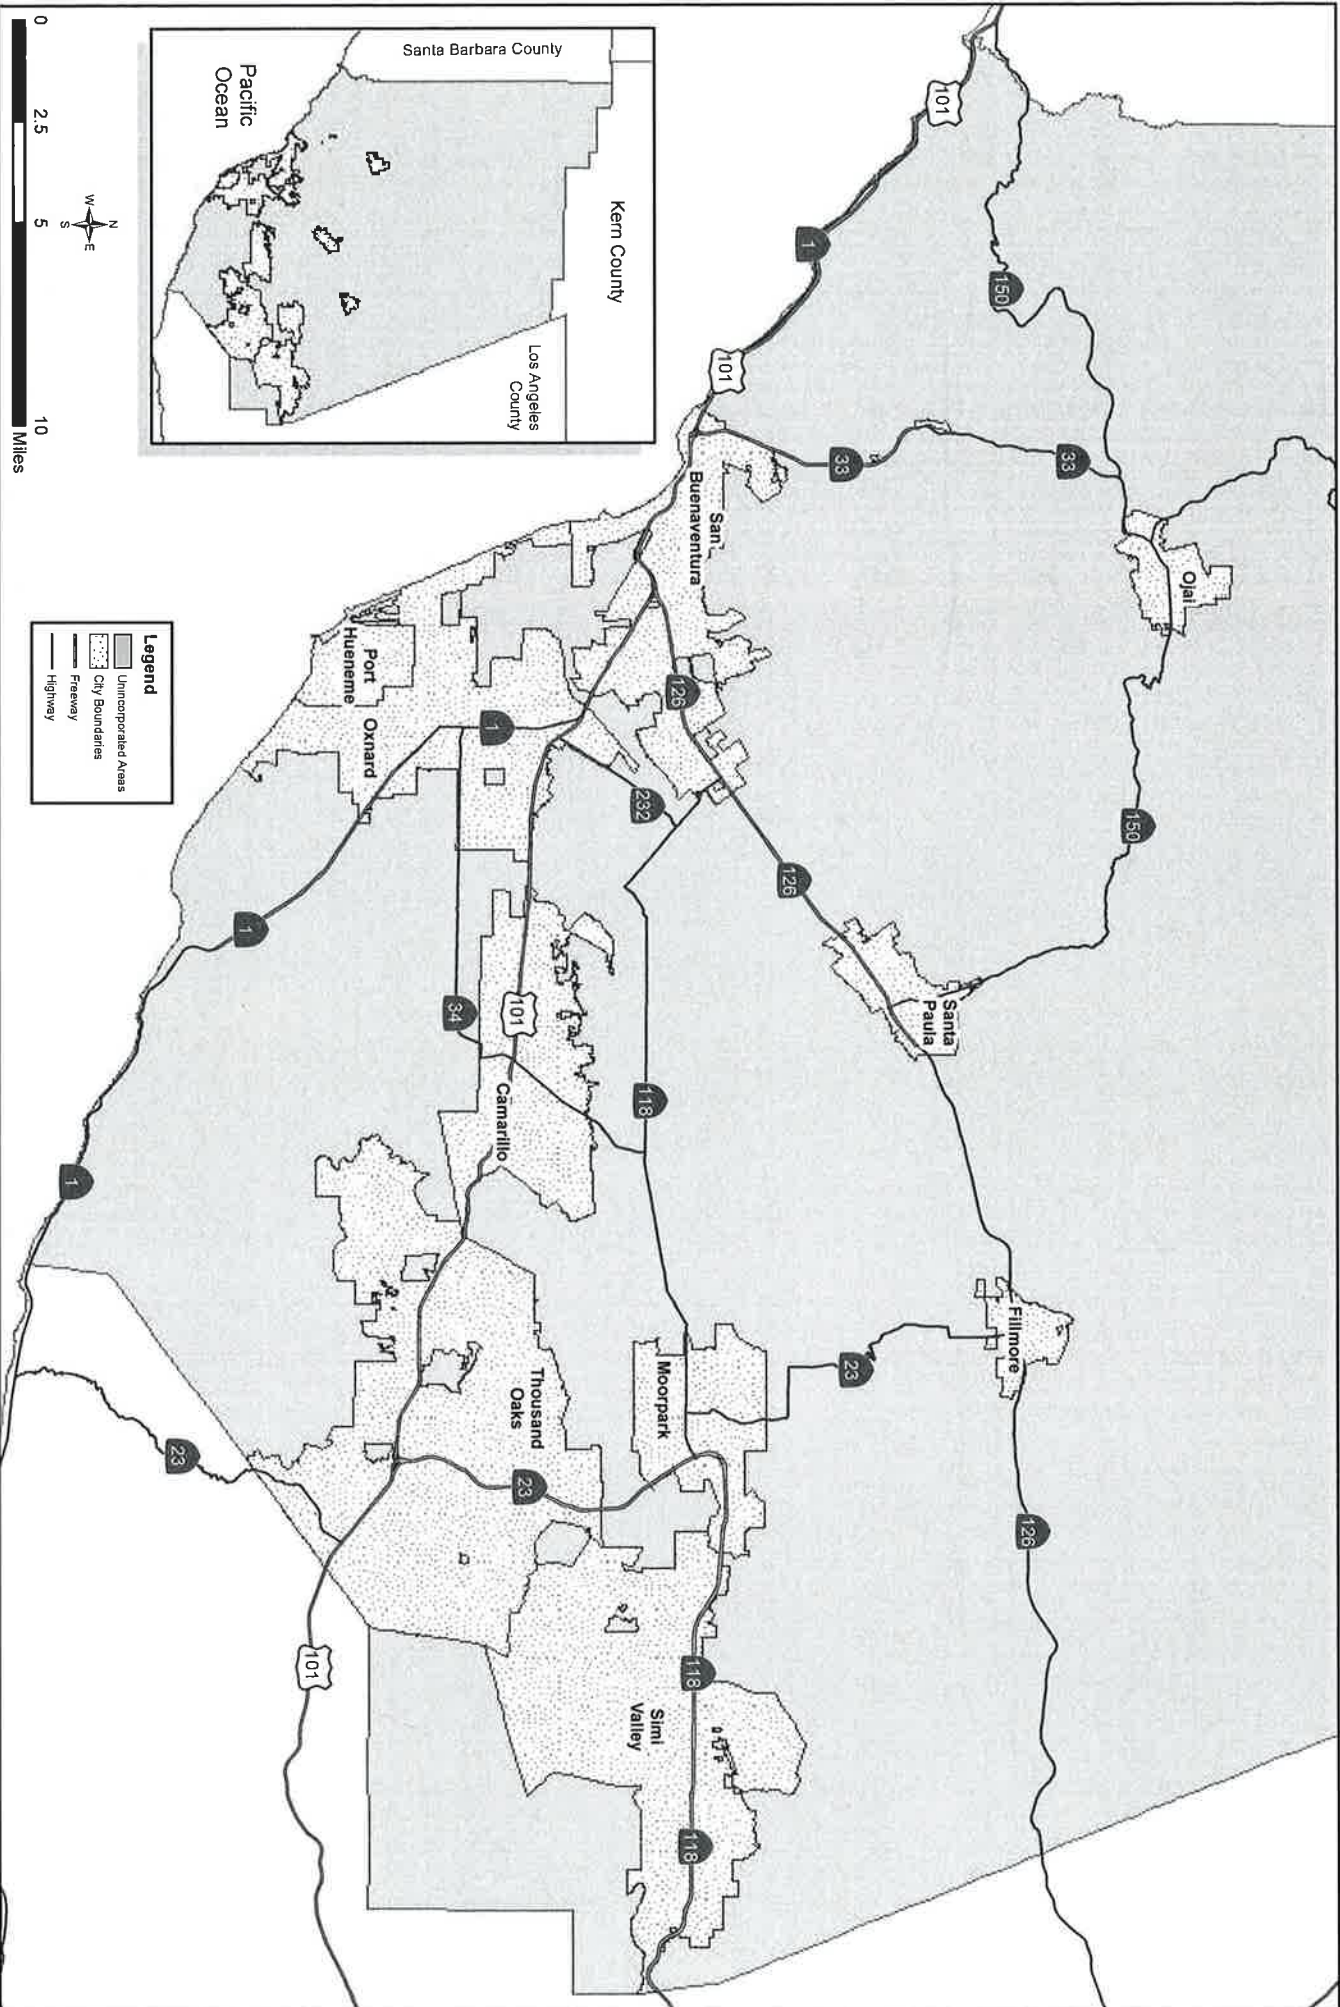 Santa Barbara County
Kern County
Los Angeles
County
Pacific
Ocean
N
W
E
S
0
2.5
5
10
Miles
Legend
Unincorporated Areas
City Boundaries
Freeway
Highway
101
150
1
101
33
33
Ojai
150
San
Buenaventura
126
126
Santa
Paula
Fillmore
126
232
118
23
1
Port
Hueneme
Oxnard
34
101
Camarillo
Moorpark
118
118
Simi
Valley
Thousand
Oaks
23
1
1
23
101